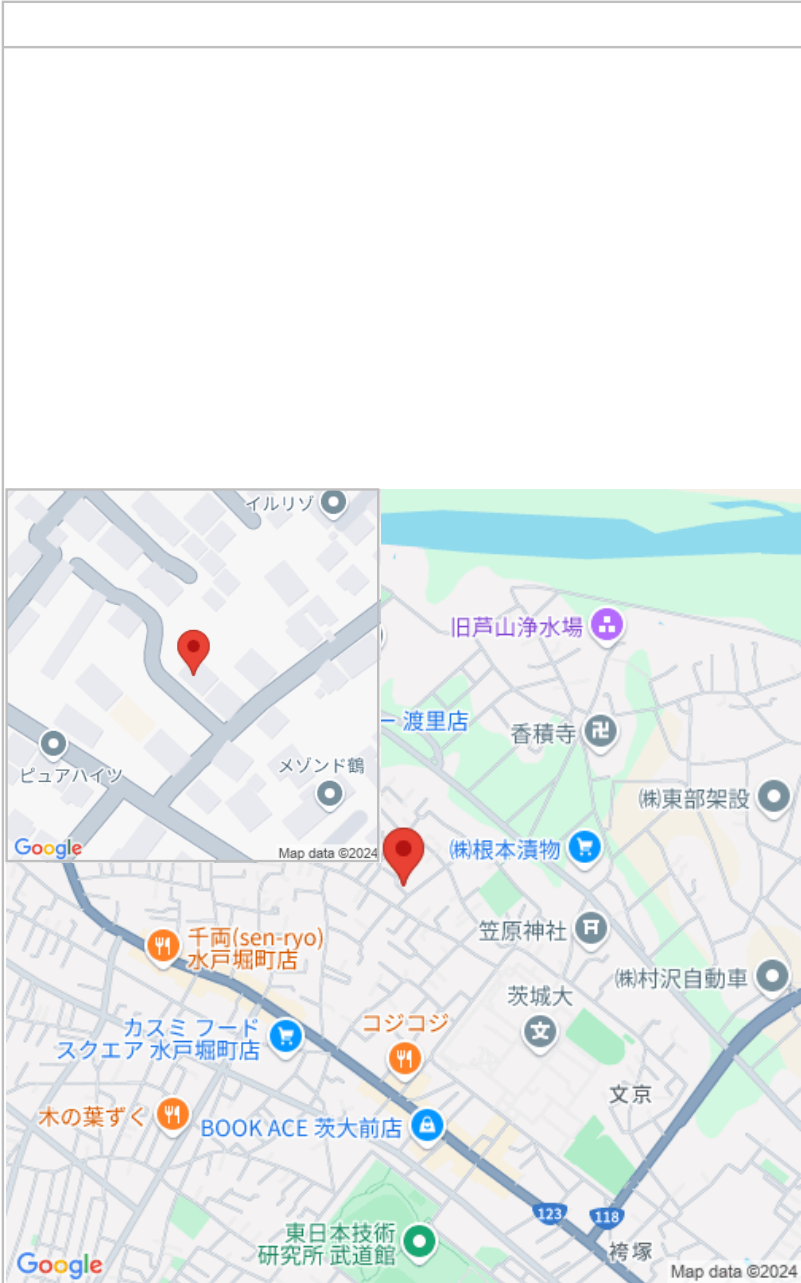 イルリゾ
ピュアハイツ
メゾンド鶴
Google
Map data ©2024
旧芦山浄水場
ー 渡里店
香積寺
㈱東部架設
㈱根本漬物
千両(sen-ryo)
水戸堀町店
笠原神社
㈱村沢自動車
茨城大
カスミ フード
スクエア 水戸堀町店
コジコジ
文京
木の葉ずく
BOOK ACE 茨大前店
123
118
東日本技術
研究所 武道館
袴塚
Google
Map data ©2024